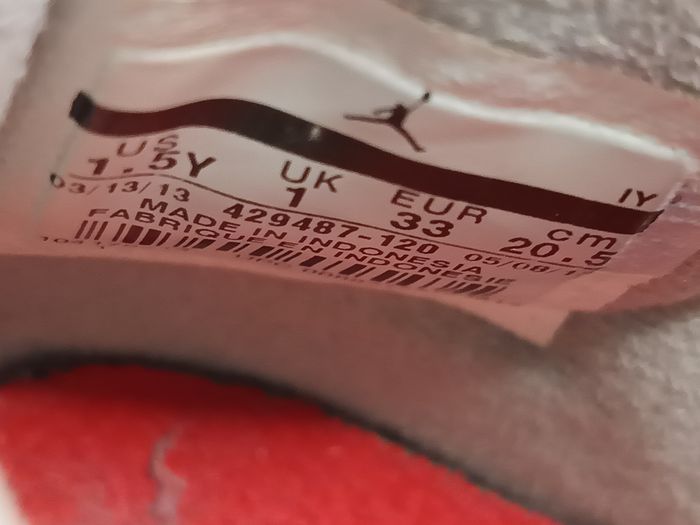 IY
US UK EUR cm
1.5Y 1 33 20.5
03/13/13 429487-120 05/08/1
MADE IN INDONESIA
FABRIQUE EN INDONESIE